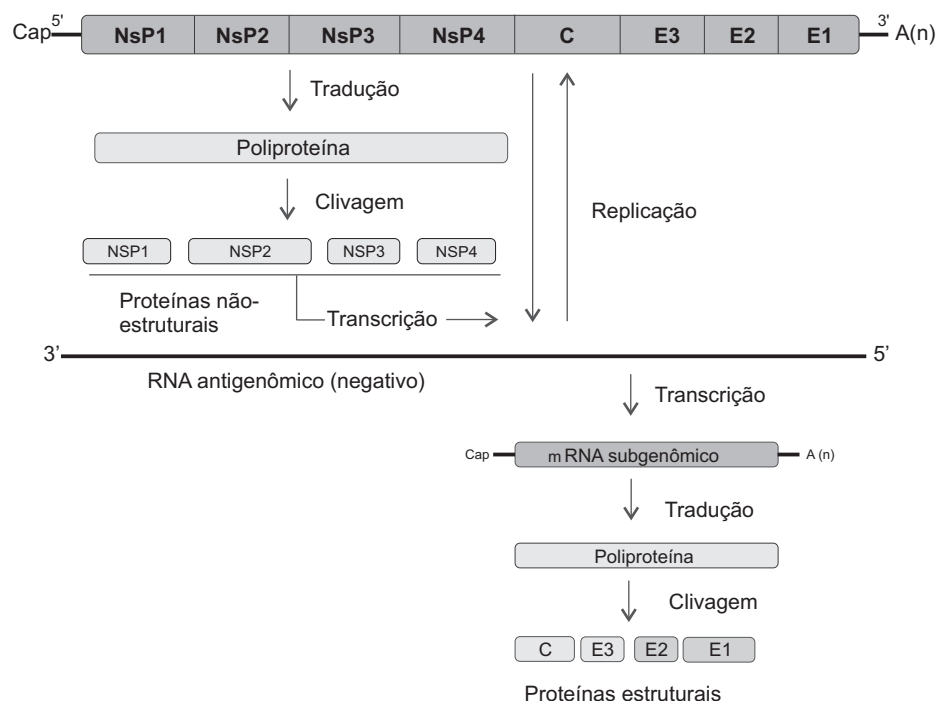 Cap 5' NsP1 NsP2 NsP3 NsP4 C E3 E2 E1 3' A(n)
Tradução
Poliproteína
Clivagem
Replicação
NSP1 NSP2 NSP3 NSP4
Proteínas não-
estruturais
Transcrição
3' 5'
RNA antigenômico (negativo)
Transcrição
Cap mRNA subgenômico A (n)
Tradução
Poliproteína
Clivagem
C E3 E2 E1
Proteínas estruturais